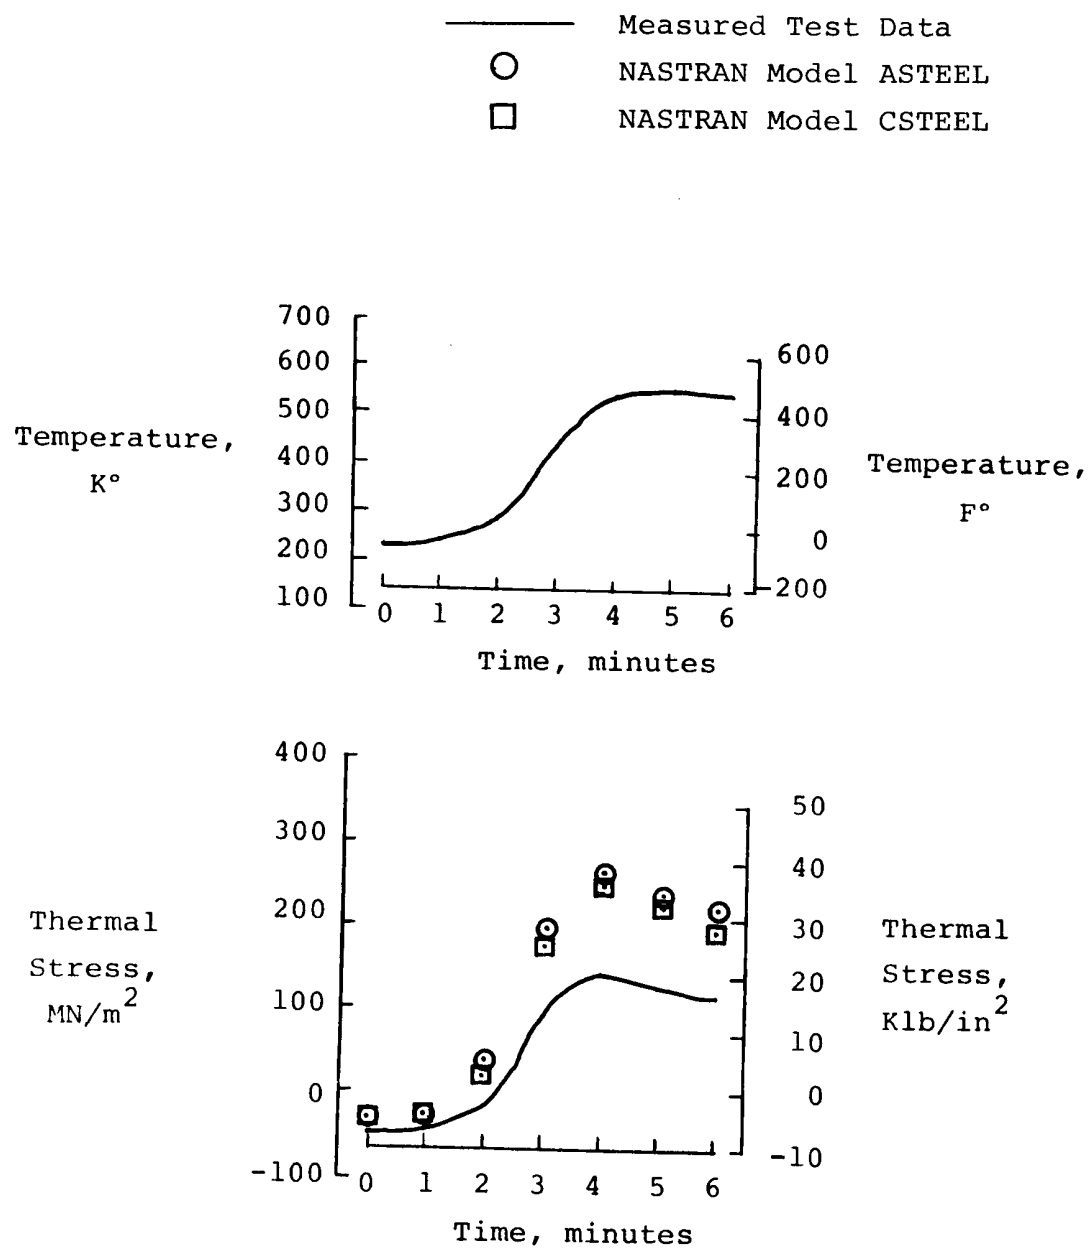 Measured Test Data
NASTRAN Model ASTEEL
NASTRAN Model CSTEEL
700
600
500
400
300
200
100
Temperature,
K°
600
400
200
0
-200
Temperature,
F°
0 1 2 3 4 5 6
Time, minutes
400
300
200
100
0
-100
Thermal
Stress,
MN/m2
50
40
30
20
10
0
-10
Thermal
Stress,
Klb/in2
0 1 2 3 4 5 6
Time, minutes